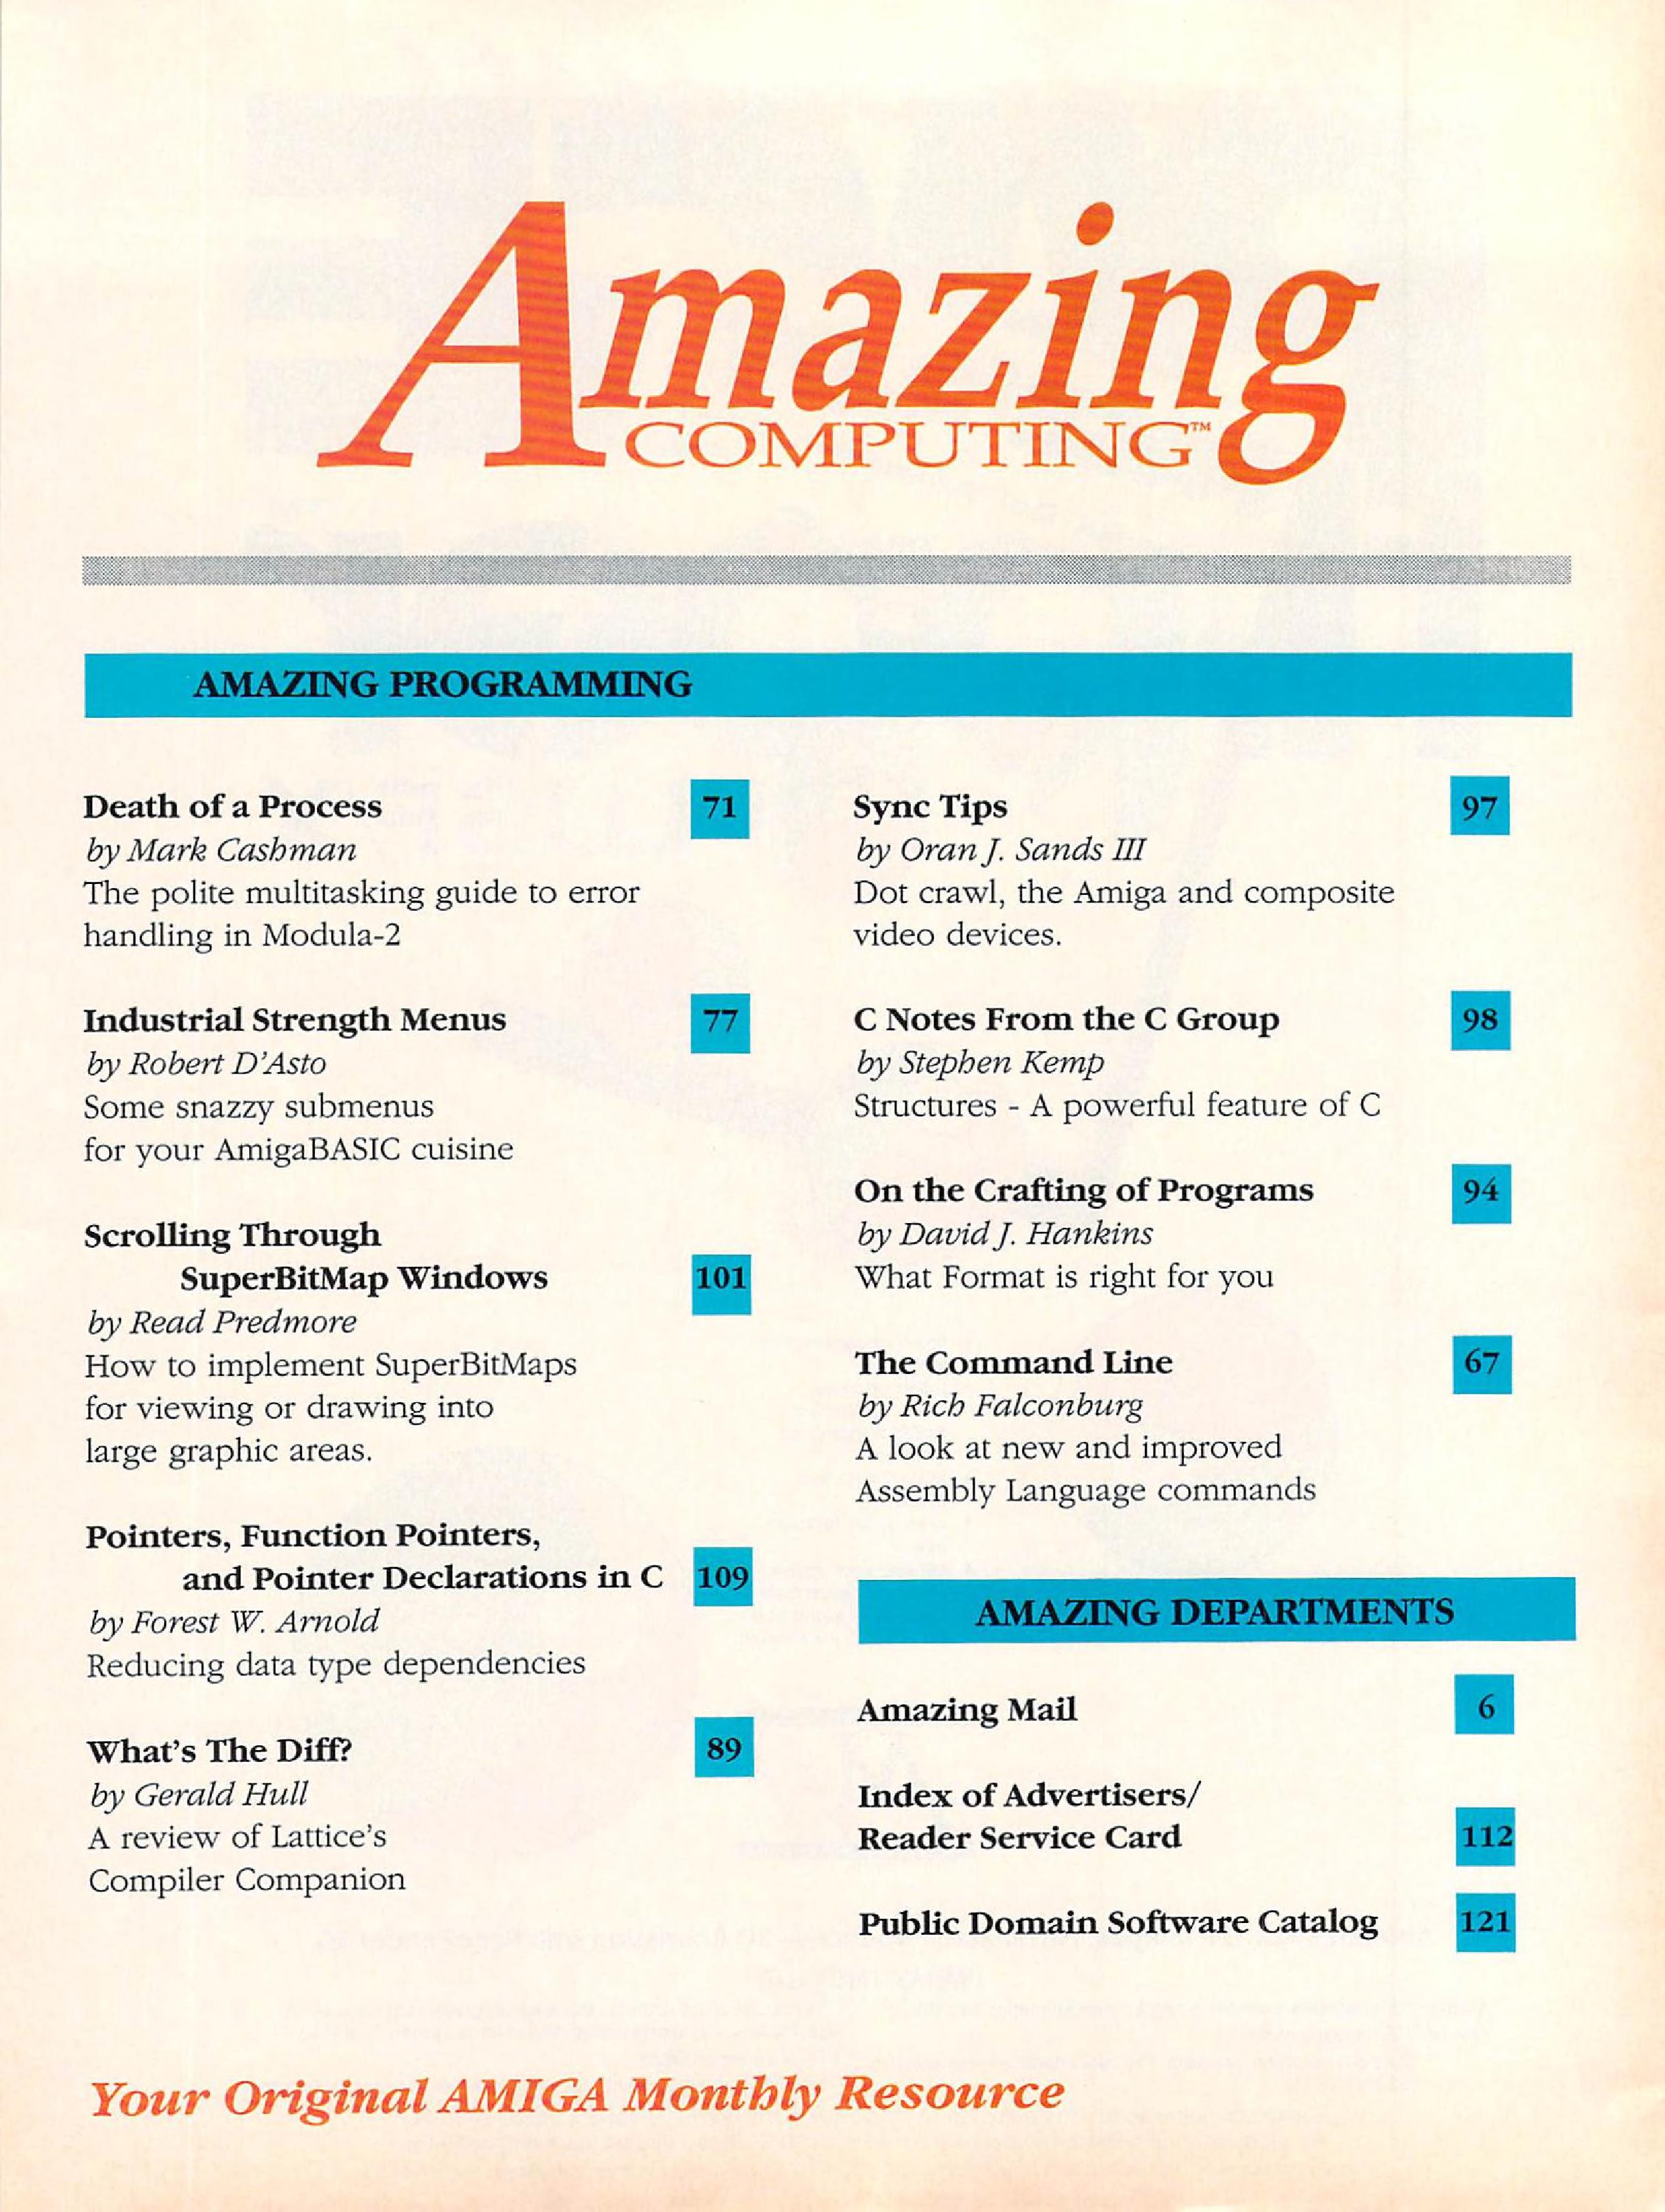 Amazing
COMPUTING™
AMAZING PROGRAMMING
Death of a Process 71
by Mark Cashman
The polite multitasking guide to error
handling in Modula-2
Industrial Strength Menus 77
by Robert D'Asto
Some snazzy submenus
for your AmigaBASIC cuisine
Scrolling Through
SuperBitMap Windows 101
by Read Predmore
How to implement SuperBitMaps
for viewing or drawing into
large graphic areas.
Pointers, Function Pointers,
and Pointer Declarations in C 109
by Forest W. Arnold
Reducing data type dependencies
What's The Diff? 89
by Gerald Hull
A review of Lattice's
Compiler Companion
Sync Tips 97
by Oran J. Sands III
Dot crawl, the Amiga and composite
video devices.
C Notes From the C Group 98
by Stephen Kemp
Structures - A powerful feature of C
On the Crafting of Programs 94
by David J. Hankins
What Format is right for you
The Command Line 67
by Rich Falconburg
A look at new and improved
Assembly Language commands
AMAZING DEPARTMENTS
Amazing Mail 6
Index of Advertisers/
Reader Service Card 112
Public Domain Software Catalog 121
Your Original AMIGA Monthly Resource